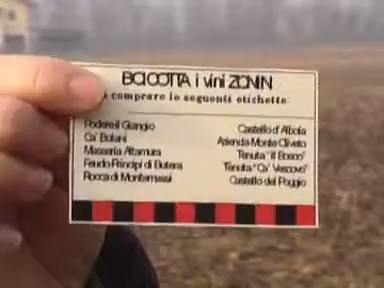 BOICOTTA i vini ZONIN
comprare le seguenti etichette
Podere il Giangio
Ca' Bolani
Masseria Altamura
Feudo Principi di Butera
Rocca di Montemassi
Castello d'Albola
Azienda Monte Oliveto
Tenuta "Il Bosco"
Tenuta "Ca' Vescovo"
Castello del Poggio